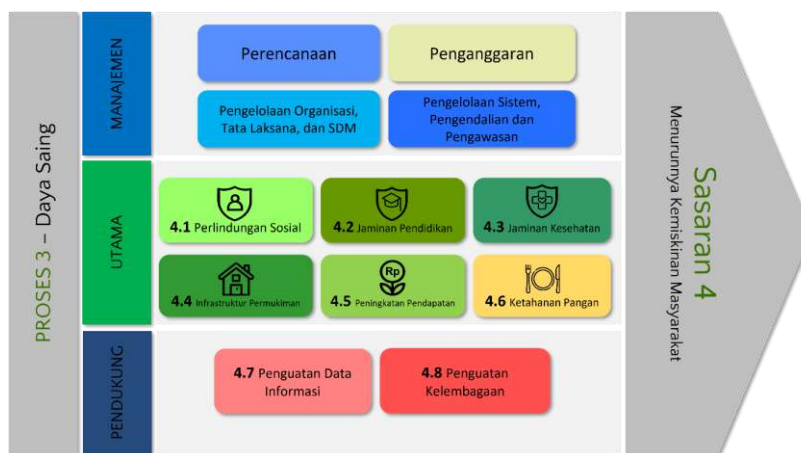 PROSES 3 – Daya Saing
MANAJEMEN
Perencanaan
Penganggaran
Pengelolaan Organisasi,
Tata Laksana, dan SDM
Pengelolaan Sistem,
Pengendalian dan
Pengawasan
UTAMA
4.1 Perlindungan Sosial
4.2 Jaminan Pendidikan
4.3 Jaminan Kesehatan
4.4 Infrastruktur Permukiman
Rp
4.5 Peningkatan Pendapatan
4.6 Ketahanan Pangan
PENDUKUNG
4.7 Penguatan Data
Informasi
4.8 Penguatan
Kelembagaan
Sasaran 4
Menurunnya Kemiskinan Masyarakat